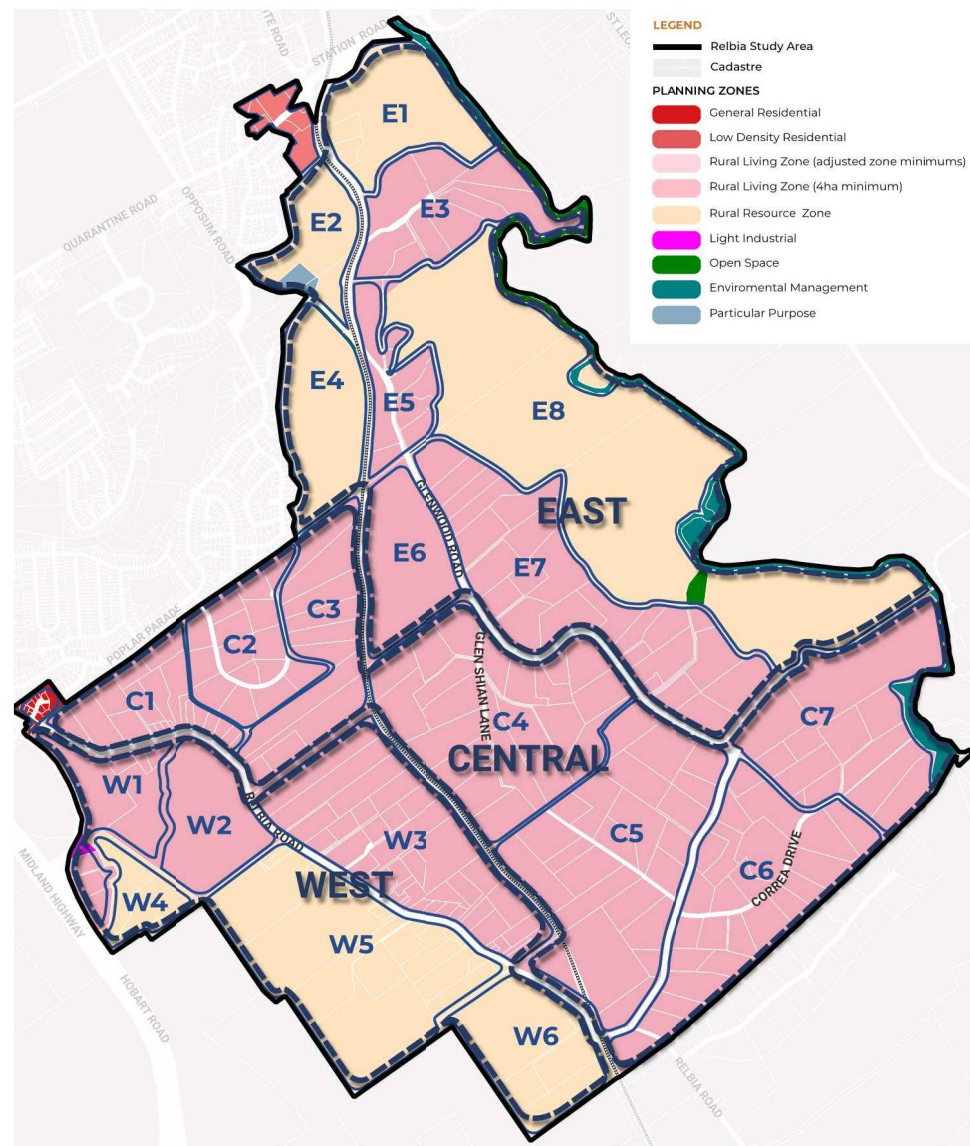 LEGEND
Relbia Study Area
Cadastre
PLANNING ZONES
General Residential
Low Density Residential
Rural Living Zone (adjusted zone minimums)
Rural Living Zone (4ha minimum)
Rural Resource Zone
Light Industrial
Open Space
Enviromental Management
Particular Purpose
STATION ROAD
QUARANTINE ROAD
OPOSSUM ROAD
E1
E2
E3
E4
E5
E8
EAST
GLENWOOD ROAD
E6
E7
POPLAR PARADE
C3
C2
C1
GLEN SHIAN LANE
C4
CENTRAL
C7
W1
W2
RELBIA ROAD
W3
WEST
C5
C6
CORREA DRIVE
MIDLAND HIGHWAY
W4
W5
HOBART ROAD
W6
RELBIA ROAD